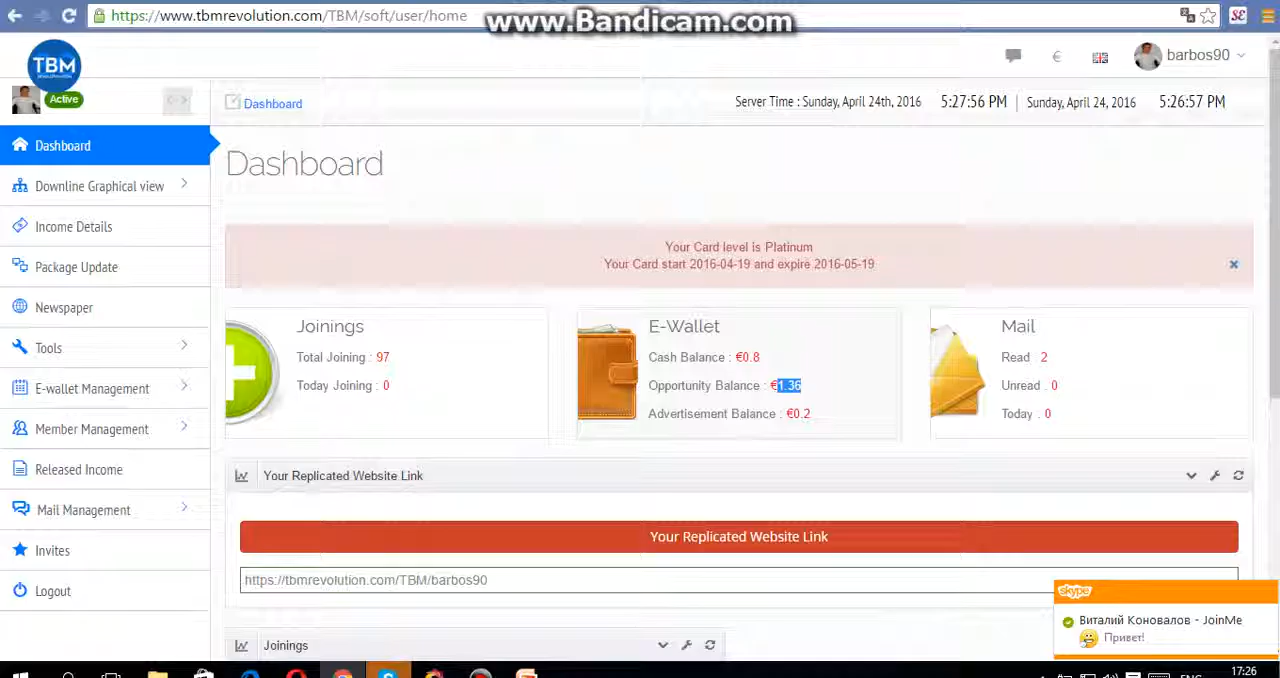 https://www.tbmrevolution.com/TBM/soft/user/home
www.Bandicam.com
SE
TBM
barbos90
Active
Dashboard
Server Time : Sunday, April 24th, 2016 5:27:56 PM | Sunday, April 24, 2016 5:26:57 PM
Dashboard
Downline Graphical view
Income Details
Package Update
Newspaper
Tools
E-wallet Management
Member Management
Released Income
Mail Management
Invites
Logout
Dashboard
Your Card level is Platinum
Your Card start 2016-04-19 and expire 2016-05-19
×
Joinings
Total Joining : 97
Today Joining : 0
E-Wallet
Cash Balance : €0.8
Opportunity Balance : €1.36
Advertisement Balance : €0.2
Mail
Read 2
Unread : 0
Today : 0
Your Replicated Website Link
Your Replicated Website Link
https://tbmrevolution.com/TBM/barbos90
Joinings
skype
Виталий Коновалов - JoinMe
Привет!
17:26